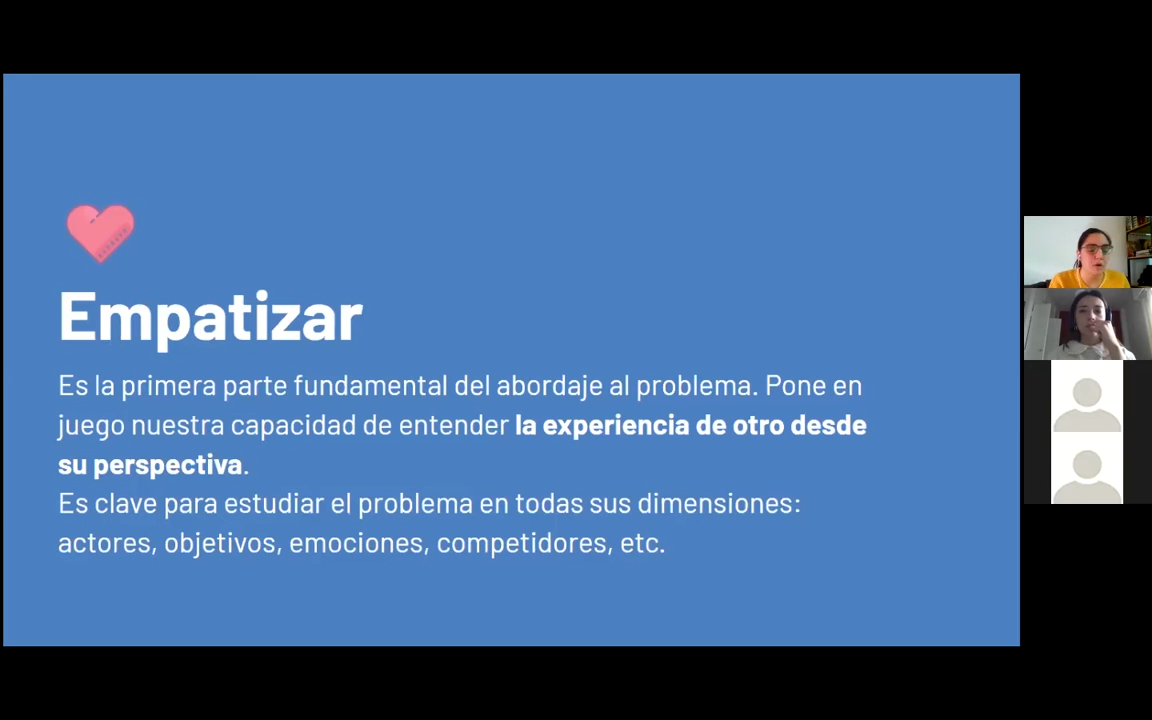 Empatizar
Es la primera parte fundamental del abordaje al problema. Pone en
juego nuestra capacidad de entender la experiencia de otro desde
su perspectiva.
Es clave para estudiar el problema en todas sus dimensiones:
actores, objetivos, emociones, competidores, etc.